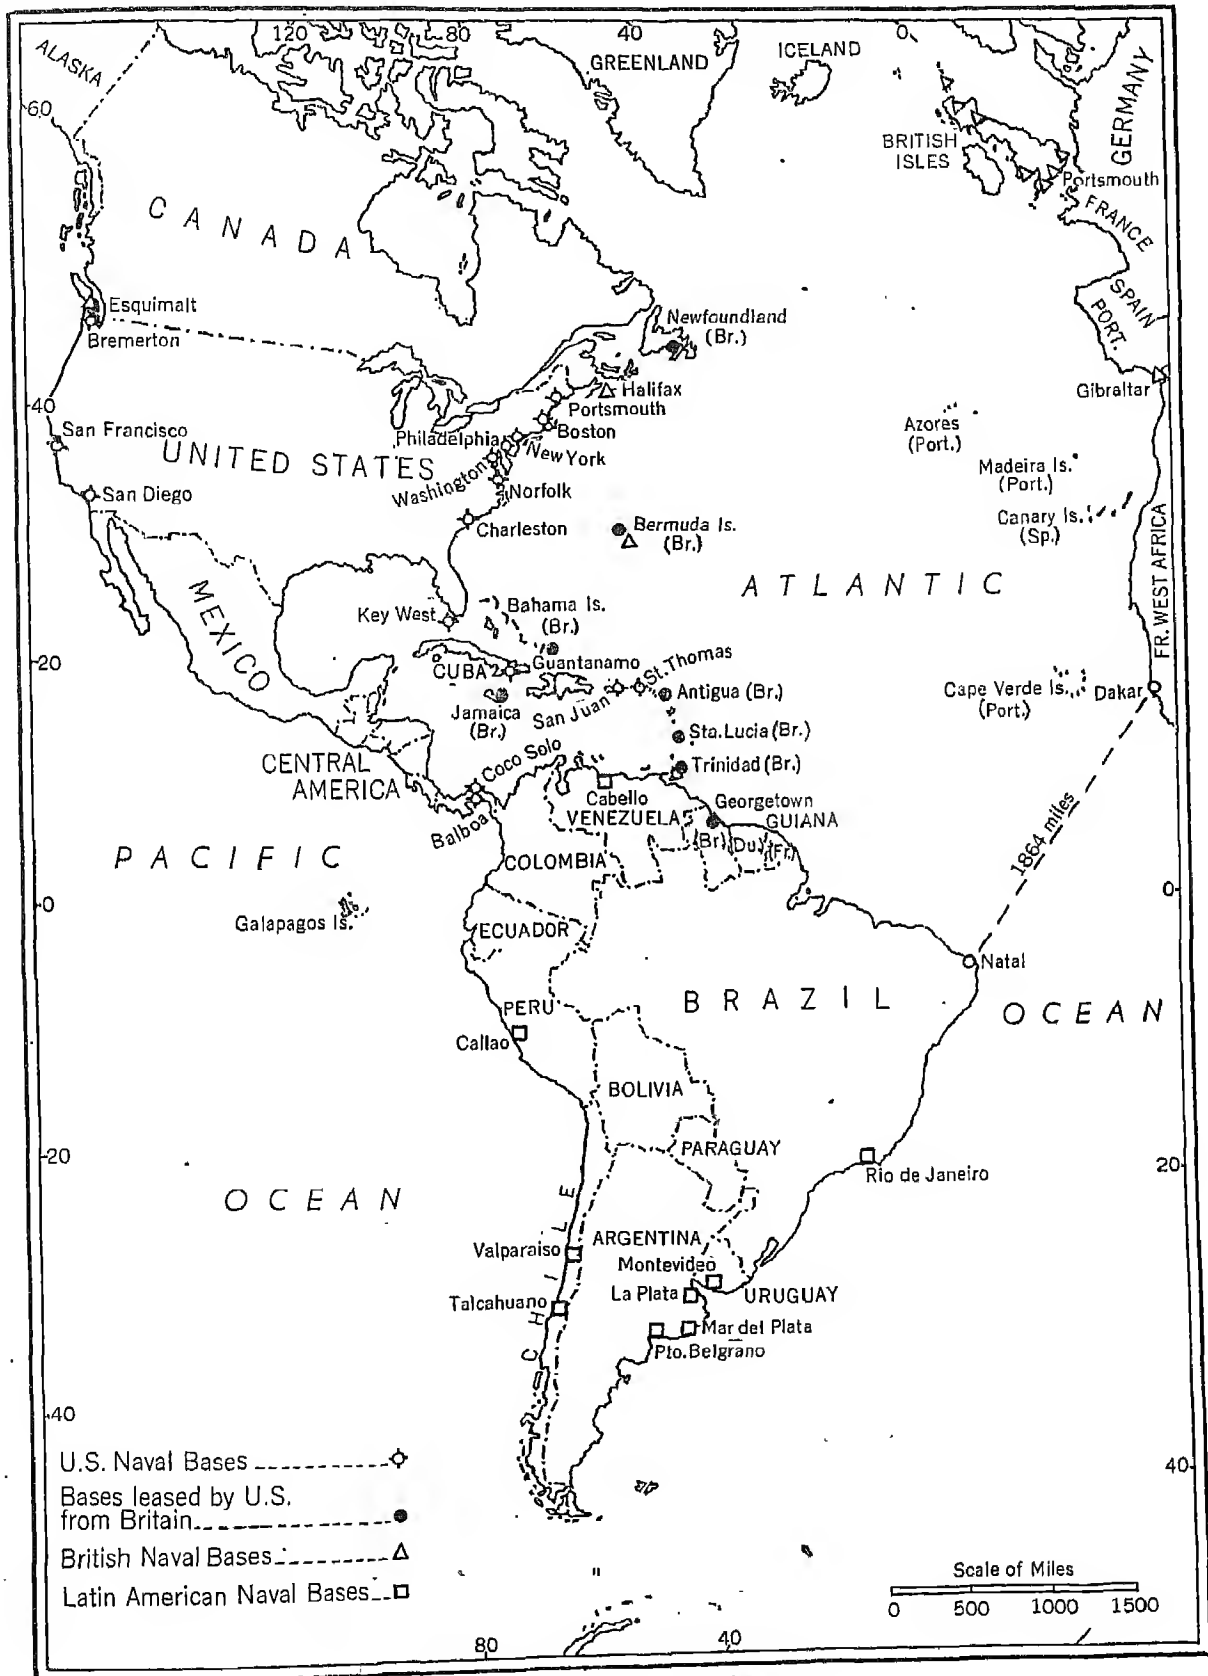 120
80
40
0
ALASKA
GREENLAND
ICELAND
60
BRITISH
ISLES
GERMANY
Portsmouth
FRANCE
CANADA
SPAIN
PORT.
Esquimalt
Bremerton
Newfoundland
(Br.)
Gibraltar
Halifax
40
Portsmouth
San Francisco
Boston
Philadelphia
New York
UNITED STATES
Washington
Azores
(Port.)
Madeira Is.
(Port.)
San Diego
Norfolk
Canary Is.
(Sp.)
Charleston
Bermuda Is.
(Br.)
ATLANTIC
FR. WEST AFRICA
MEXICO
Key West
Bahama Is.
(Br.)
20
CUBA
Guantanamo
St. Thomas
San Juan
Antigua (Br.)
Cape Verde Is.
(Port.)
Dakar
Jamaica
(Br.)
Sta. Lucia (Br.)
CENTRAL
AMERICA
Coco Solo
Trinidad (Br.)
Balboa
Cabello
VENEZUELA
Georgetown
GUIANA
(Br.) (Du.) (Fr.)
1864 miles
PACIFIC
COLOMBIA
0
0
Galapagos Is.
ECUADOR
Natal
PERU
BRAZIL
OCEAN
Callao
BOLIVIA
20
PARAGUAY
20
Rio de Janeiro
OCEAN
CHILE
Valparaiso
ARGENTINA
Montevideo
La Plata
URUGUAY
Talcahuano
Mar del Plata
Pto. Belgrano
40
40
U.S. Naval Bases
Bases leased by U.S.
from Britain
British Naval Bases
Latin American Naval Bases
Scale of Miles
0 500 1000 1500
80
40